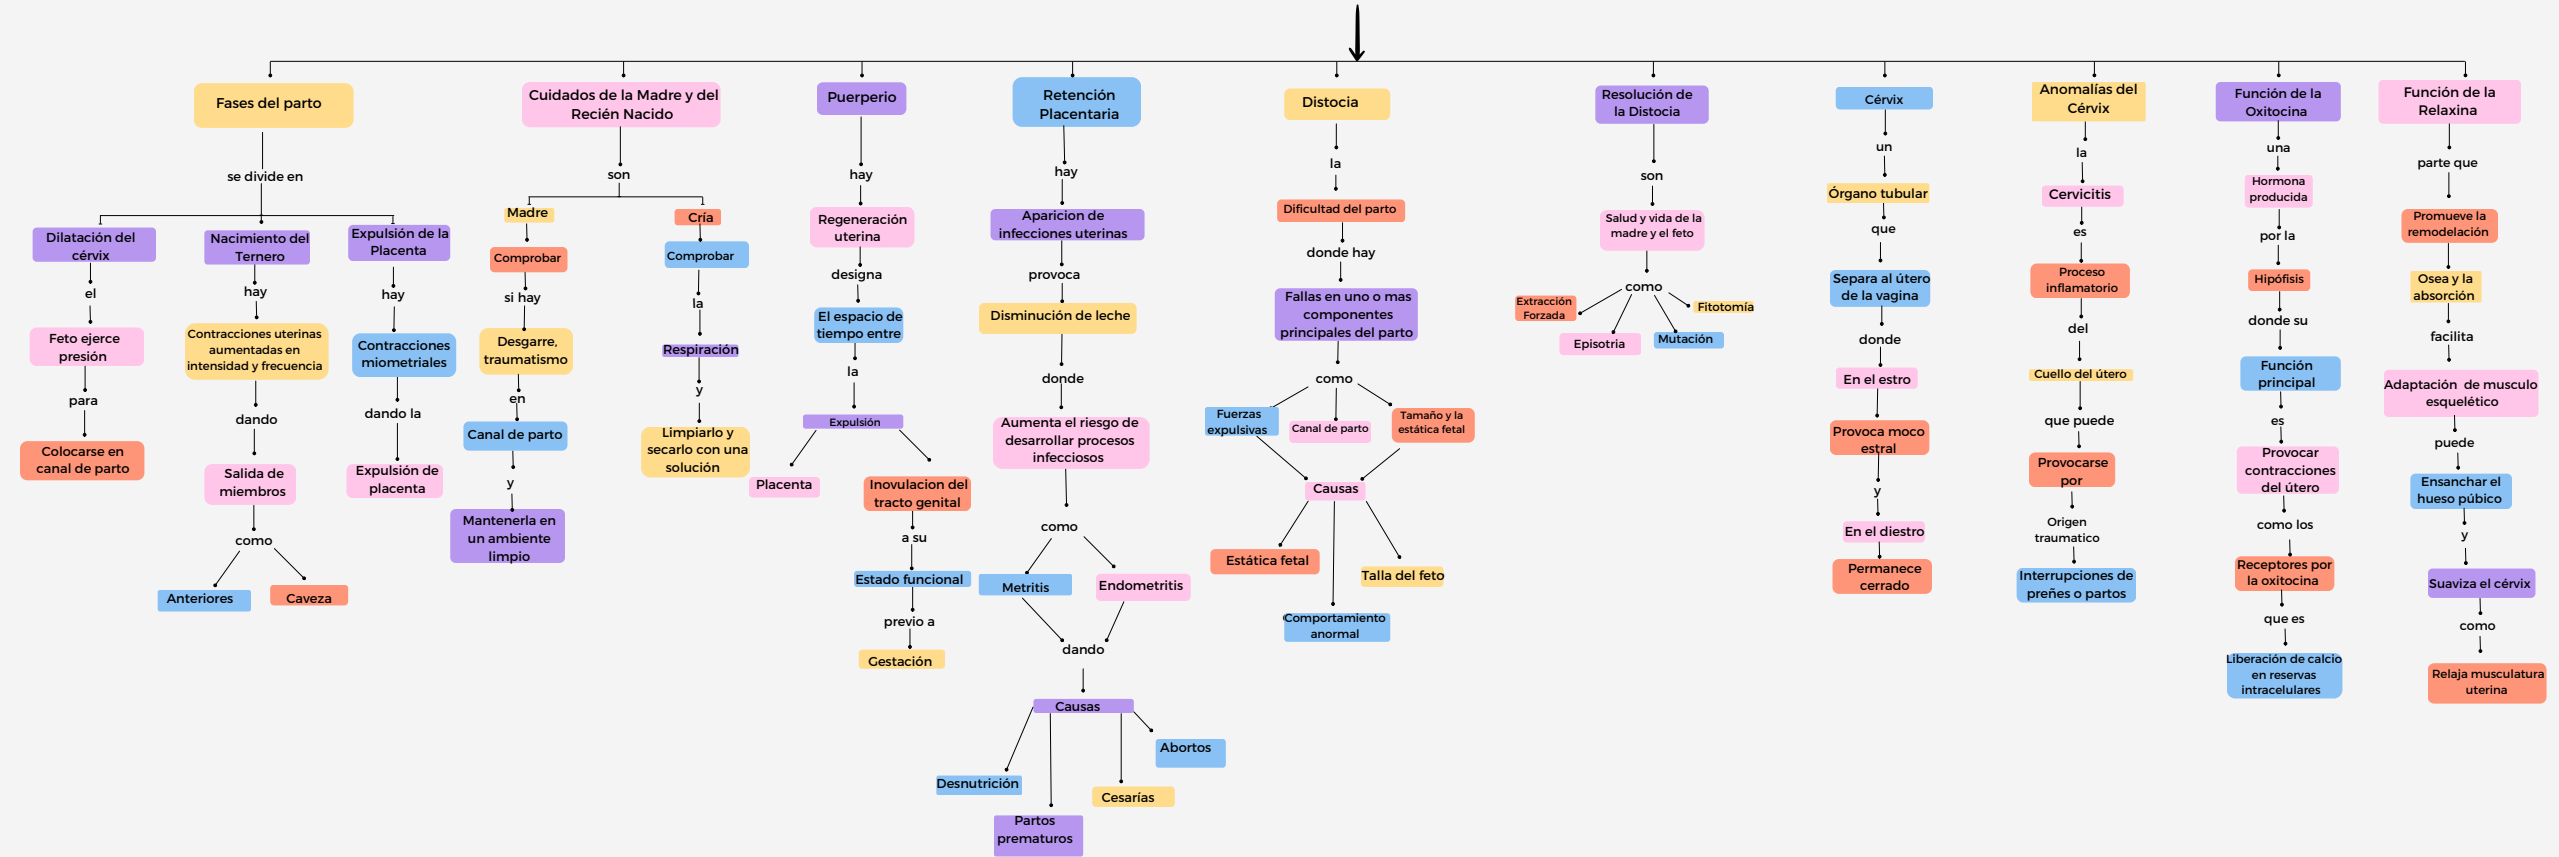 Fases del parto
se divide en
Dilatación del
cérvix
el
Feto ejerce
presión
para
Colocarse en
canal de parto
Nacimiento del
Ternero
hay
Contracciones uterinas
aumentadas en
intensidad y frecuencia
dando
Salida de
miembros
como
Anteriores
Caveza
Expulsión de la
Placenta
hay
Contracciones
miometriales
dando la
Expulsión de
placenta
Cuidados de la Madre y del
Recién Nacido
son
Madre
Comprobar
si hay
Desgarre,
traumatismo
en
Canal de parto
y
Mantenerla en
un ambiente
limpio
Cría
Comprobar
la
Respiración
y
Limpiarlo y
secarlo con una
solución
Puerperio
hay
Regeneración
uterina
designa
El espacio de
tiempo entre
la
Expulsión
Placenta
Inovulacion del
tracto genital
a su
Estado funcional
previo a
Gestación
Retención
Placentaria
hay
Aparicion de
infecciones uterinas
provoca
Disminución de leche
donde
Aumenta el riesgo de
desarrollar procesos
infecciosos
como
Metritis
Endometritis
dando
Causas
Desnutrición
Partos
prematuros
Cesarías
Abortos
Distocia
la
Dificultad del parto
donde hay
Fallas en uno o mas
componentes
principales del parto
como
Fuerzas
expulsivas
Canal de parto
Tamaño y la
estática fetal
Causas
Estática fetal
Comportamiento
anormal
Talla del feto
Resolución de
la Distocia
son
Salud y vida de la
madre y el feto
como
Extracción
Forzada
Episotria
Mutación
Fitotomía
Cérvix
un
Órgano tubular
que
Separa al útero
de la vagina
donde
En el estro
Provoca moco
estral
y
En el diestro
Permanece
cerrado
Anomalías del
Cérvix
la
Cervicitis
es
Proceso
inflamatorio
del
Cuello del útero
que puede
Provocarse
por
Origen
traumatico
Interrupciones de
preñes o partos
Función de la
Oxitocina
una
Hormona
producida
por la
Hipófisis
donde su
Función
principal
es
Provocar
contracciones
del útero
como los
Receptores por
la oxitocina
que es
Liberación de calcio
en reservas
intracelulares
Función de la
Relaxina
parte que
Promueve la
remodelación
Osea y la
absorción
facilita
Adaptación de musculo
esquelético
puede
Ensanchar el
hueso púbico
y
Suaviza el cérvix
como
Relaja musculatura
uterina